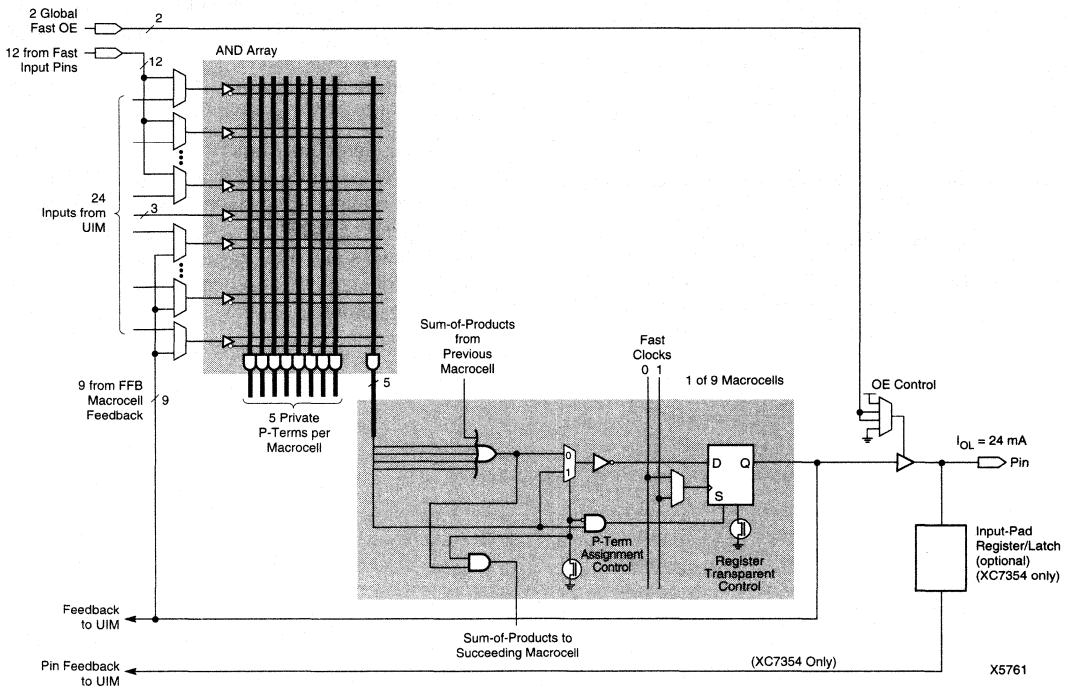 2 Global
Fast OE
2
12 from Fast
Input Pins
12
AND Array
24
Inputs from
UIM
3
9 from FFB
Macrocell
Feedback
9
5 Private
P-Terms per
Macrocell
5
Sum-of-Products
from
Previous
Macrocell
Fast
Clocks
0 1
1 of 9 Macrocells
OE Control
IOL = 24 mA
Pin
0
1
D Q
S
P-Term
Assignment
Control
Register
Transparent
Control
Input-Pad
Register/Latch
(optional)
(XC7354 only)
Feedback
to UIM
Sum-of-Products to
Succeeding Macrocell
Pin Feedback
to UIM
(XC7354 Only)
X5761